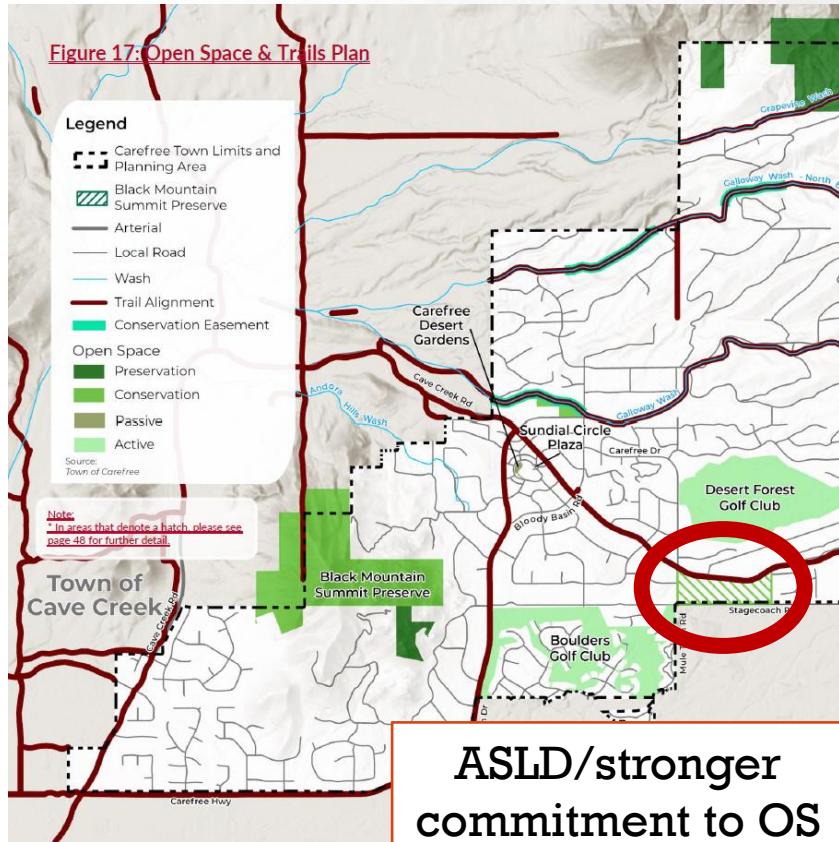 Figure 17: Open Space & Trails Plan
Legend
Carefree Town Limits and
Planning Area
Black Mountain
Summit Preserve
Arterial
Local Road
Wash
Trail Alignment
Conservation Easement
Open Space
Preservation
Conservation
Passive
Active
Source:
Town of Carefree
Note:
* In areas that denote a hatch, please see
page 48 for further detail.
Grapevine Wash
Galloway Wash - North
Carefree
Desert
Gardens
Cave Creek Rd
Andora
Hills Wash
Galloway Wash
Sundial Circle
Plaza
Carefree Dr
Bloody Basin Rd
Desert Forest
Golf Club
Black Mountain
Summit Preserve
Town of
Cave Creek
Cave Creek Rd
Stagecoach
Mule
Rd
Boulders
Golf Club
Dr
Carefree Hwy
ASLD/stronger
commitment to OS